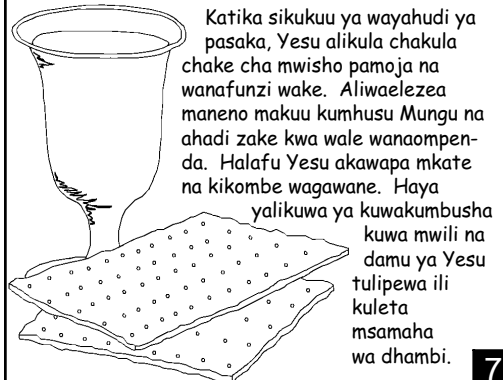 Katika sikukuu ya wayahudi ya
pasaka, Yesu alikula chakula
chake cha mwisho pamoja na
wanafunzi wake. Aliwaelezea
maneno makuu kumhusu Mungu na
ahadi zake kwa wale wanaompen-
da. Halafu Yesu akawapa mkate
na kikombe wagawane. Haya
yalikuwa ya kuwakumbusha
kuwa mwili na
damu ya Yesu
tulipewa ili
kuleta
msamaha
wa dhambi.
7